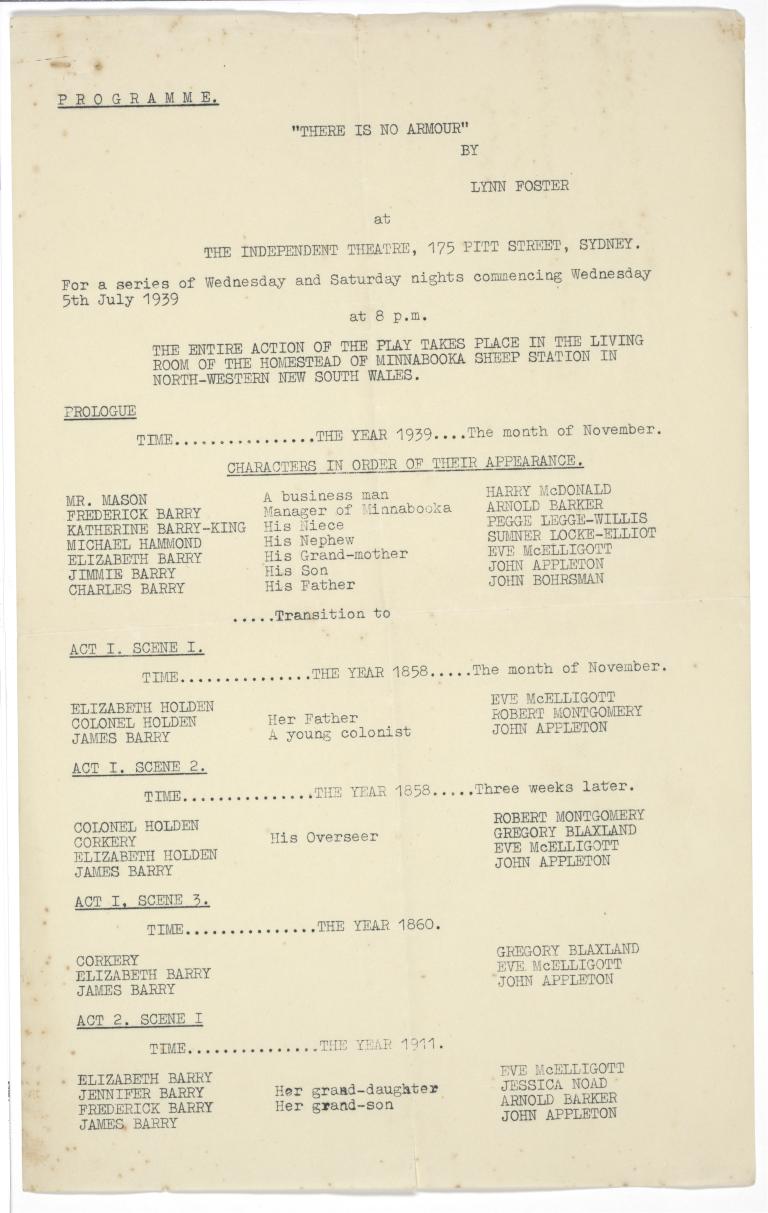 PROGRAMME.
"THERE IS NO ARMOUR"
BY
LYNN FOSTER
at
THE INDEPENDENT THEATRE, 175 PITT STREET, SYDNEY.
For a series of Wednesday and Saturday nights commencing Wednesday
5th July 1939
at 8 p.m.
THE ENTIRE ACTION OF THE PLAY TAKES PLACE IN THE LIVING
ROOM OF THE HOMESTEAD OF MINNABOOKA SHEEP STATION IN
NORTH-WESTERN NEW SOUTH WALES.
PROLOGUE
TIME................THE YEAR 1939....The month of November.
CHARACTERS IN ORDER OF THEIR APPEARANCE.
MR. MASON A business man HARRY McDONALD
FREDERICK BARRY Manager of Minnabooka ARNOLD BARKER
KATHERINE BARRY-KING His Niece PEGGE LEGGE-WILLIS
MICHAEL HAMMOND His Nephew SUMNER LOCKE-ELLIOT
ELIZABETH BARRY His Grand-mother EVE McELLIGOTT
JIMMIE BARRY His Son JOHN APPLETON
CHARLES BARRY His Father JOHN BOHRSMAN
.....Transition to
ACT I. SCENE I.
TIME...............THE YEAR 1858.....The month of November.
ELIZABETH HOLDEN EVE McELLIGOTT
COLONEL HOLDEN Her Father ROBERT MONTGOMERY
JAMES BARRY A young colonist JOHN APPLETON
ACT I. SCENE 2.
TIME...............THE YEAR 1858.....Three weeks later.
COLONEL HOLDEN ROBERT MONTGOMERY
CORKERY His Overseer GREGORY BLAXLAND
ELIZABETH HOLDEN EVE McELLIGOTT
JAMES BARRY JOHN APPLETON
ACT I, SCENE 3.
TIME...............THE YEAR 1860.
CORKERY GREGORY BLAXLAND
ELIZABETH BARRY EVE McELLIGOTT
JAMES BARRY JOHN APPLETON
ACT 2. SCENE I
TIME...............THE YEAR 1911.
ELIZABETH BARRY EVE McELLIGOTT
JENNIFER BARRY Her grand-daughter JESSICA NOAD
FREDERICK BARRY Her grand-son ARNOLD BARKER
JAMES BARRY JOHN APPLETON